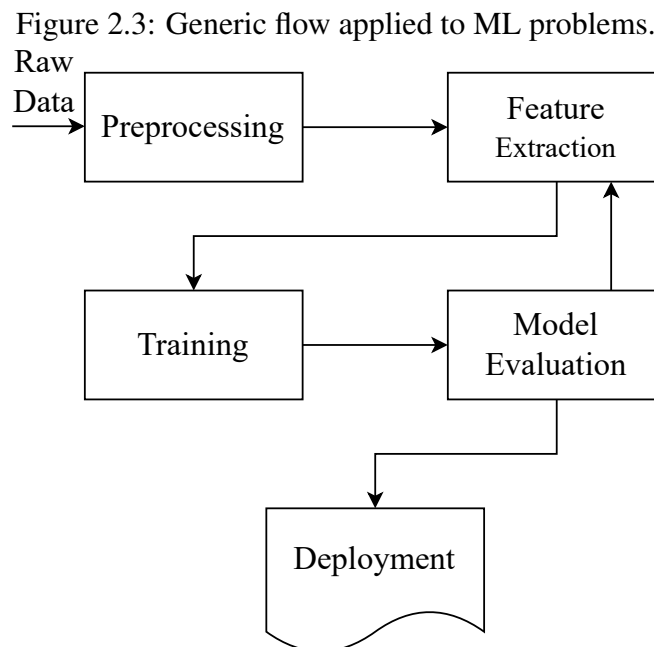 Figure 2.3: Generic flow applied to ML problems.
Raw
Data
Preprocessing
Feature
Extraction
Training
Model
Evaluation
Deployment